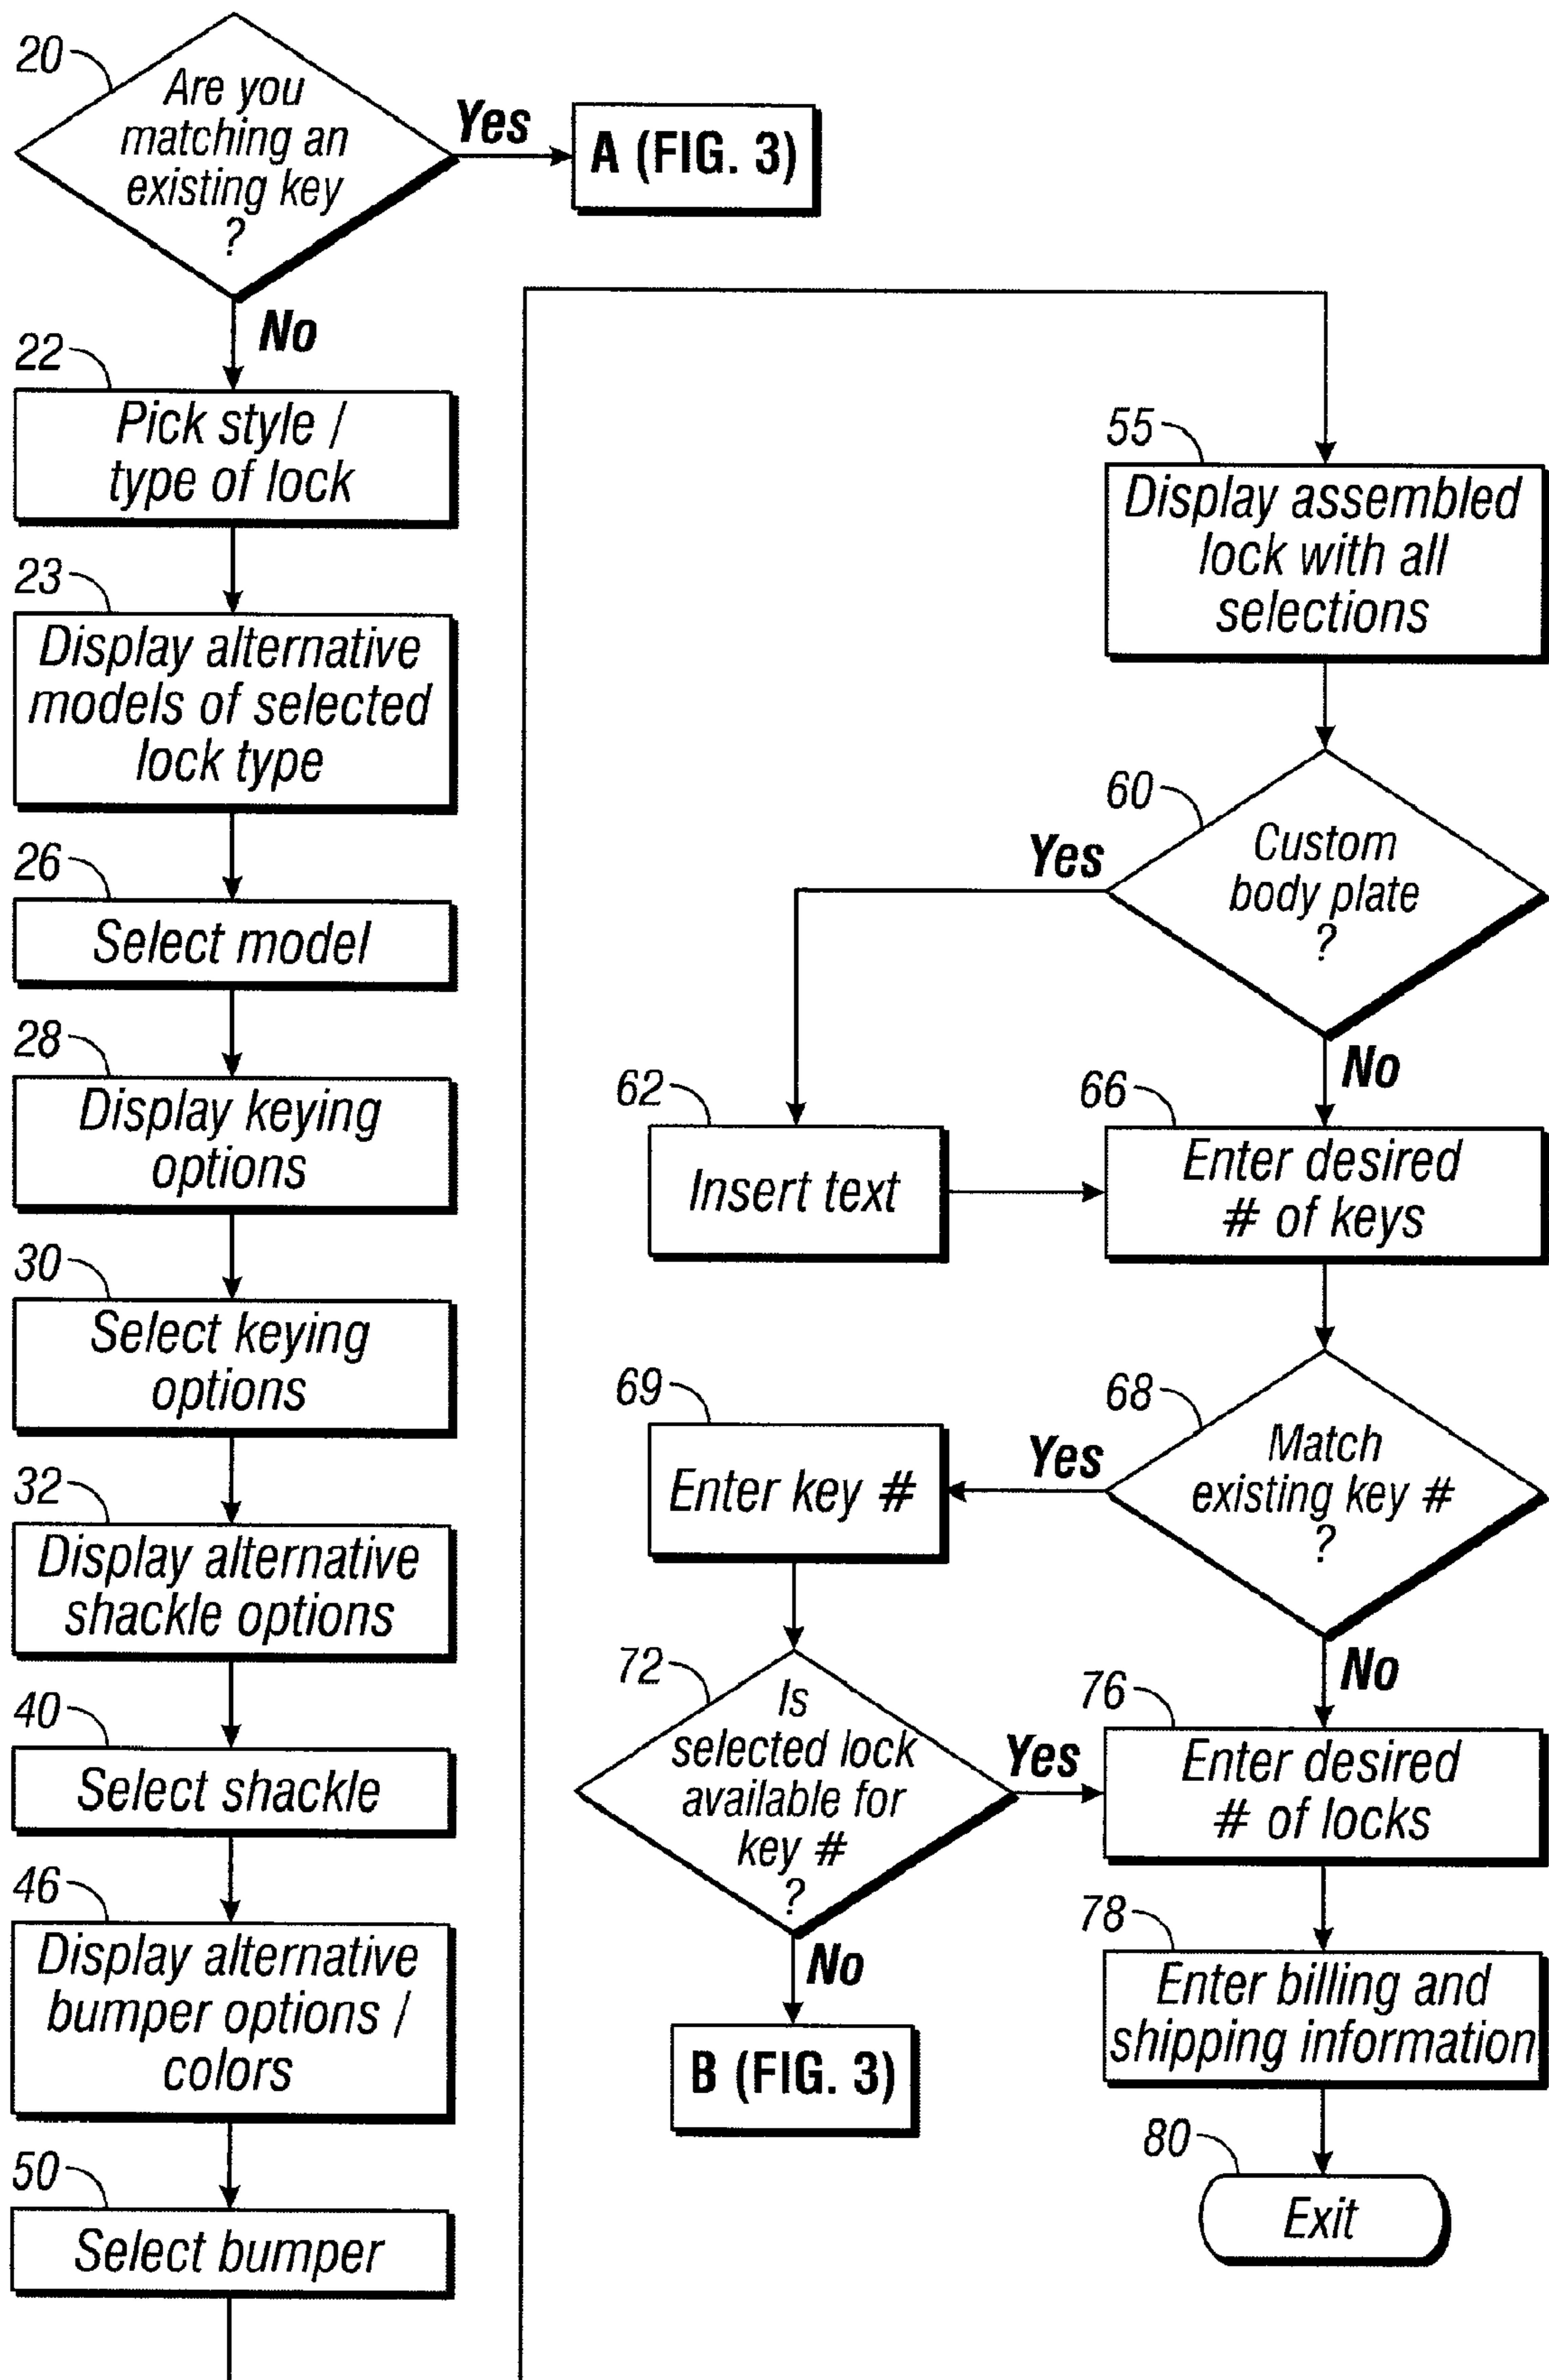 20
Are you
matching an
existing key
?
Yes
A (FIG. 3)
No
22
Pick style /
type of lock
23
Display alternative
models of selected
lock type
26
Select model
28
Display keying
options
30
Select keying
options
32
Display alternative
shackle options
40
Select shackle
46
Display alternative
bumper options /
colors
50
Select bumper
55
Display assembled
lock with all
selections
60
Custom
body plate
?
Yes
No
62
Insert text
66
Enter desired
# of keys
68
Match
existing key #
?
Yes
No
69
Enter key #
72
Is
selected lock
available for
key #
?
Yes
No
B (FIG. 3)
76
Enter desired
# of locks
78
Enter billing and
shipping information
80
Exit